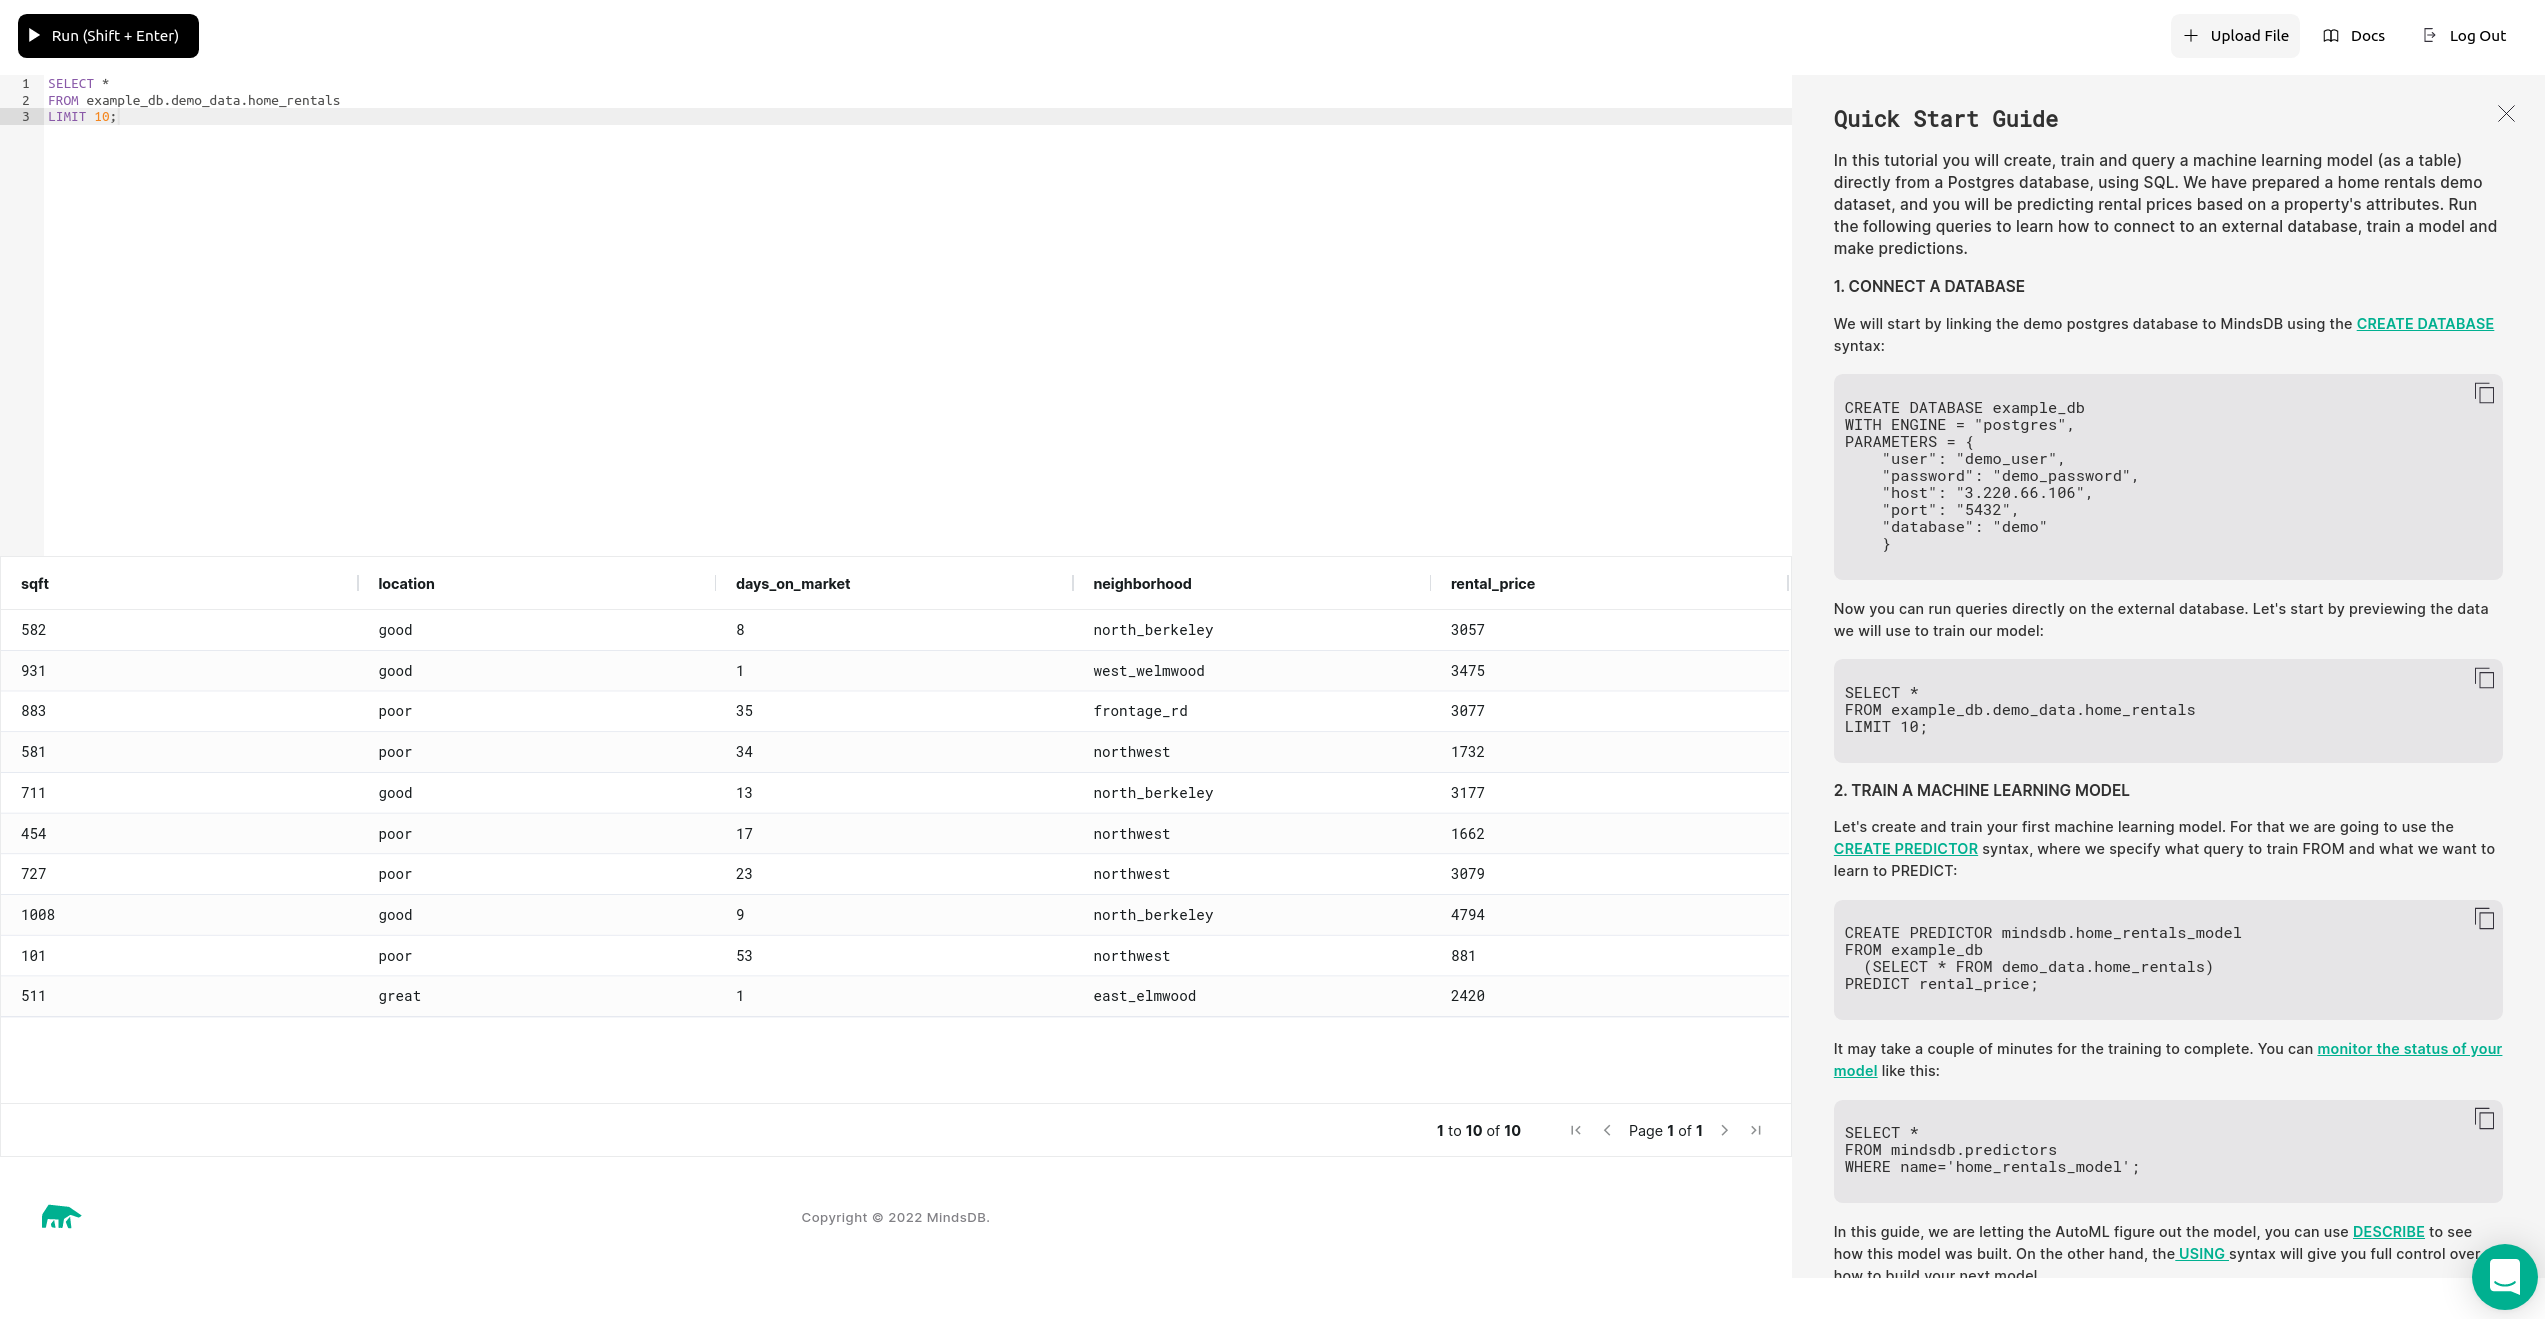 Run (Shift + Enter)
Upload File
Docs
Log Out
1 SELECT *
2 FROM example_db.demo_data.home_rentals
3 LIMIT 10;
sqft location days_on_market neighborhood rental_price
582 good 8 north_berkeley 3057
931 good 1 west_welmwood 3475
883 poor 35 frontage_rd 3077
581 poor 34 northwest 1732
711 good 13 north_berkeley 3177
454 poor 17 northwest 1662
727 poor 23 northwest 3079
1008 good 9 north_berkeley 4794
101 poor 53 northwest 881
511 great 1 east_elmwood 2420
1 to 10 of 10 Page 1 of 1
Copyright © 2022 MindsDB.
Quick Start Guide
In this tutorial you will create, train and query a machine learning model (as a table)
directly from a Postgres database, using SQL. We have prepared a home rentals demo
dataset, and you will be predicting rental prices based on a property's attributes. Run
the following queries to learn how to connect to an external database, train a model and
make predictions.
1. CONNECT A DATABASE
We will start by linking the demo postgres database to MindsDB using the CREATE DATABASE
syntax:
CREATE DATABASE example_db
WITH ENGINE = "postgres",
PARAMETERS = {
"user": "demo_user",
"password": "demo_password",
"host": "3.220.66.106",
"port": "5432",
"database": "demo"
}
Now you can run queries directly on the external database. Let's start by previewing the data
we will use to train our model:
SELECT *
FROM example_db.demo_data.home_rentals
LIMIT 10;
2. TRAIN A MACHINE LEARNING MODEL
Let's create and train your first machine learning model. For that we are going to use the
CREATE PREDICTOR syntax, where we specify what query to train FROM and what we want to
learn to PREDICT:
CREATE PREDICTOR mindsdb.home_rentals_model
FROM example_db
(SELECT * FROM demo_data.home_rentals)
PREDICT rental_price;
It may take a couple of minutes for the training to complete. You can monitor the status of your
model like this:
SELECT *
FROM mindsdb.predictors
WHERE name='home_rentals_model';
In this guide, we are letting the AutoML figure out the model, you can use DESCRIBE to see
how this model was built. On the other hand, the USING syntax will give you full control over
how to build your next model